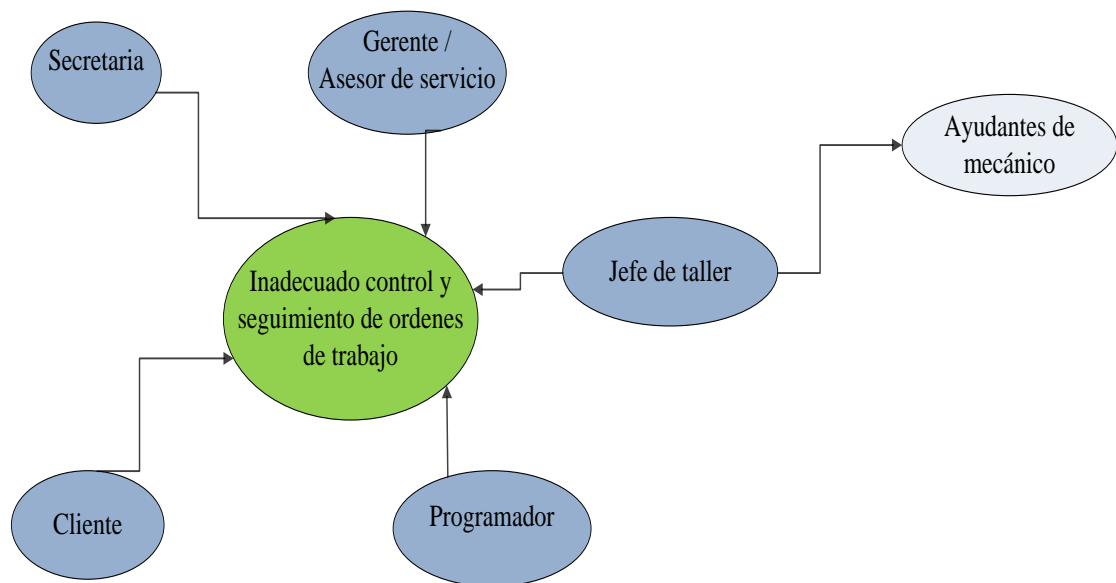 Secretaria
Gerente /
Asesor de servicio
Ayudantes de
mecánico
Inadecuado control y
seguimiento de ordenes
de trabajo
Jefe de taller
Cliente
Programador